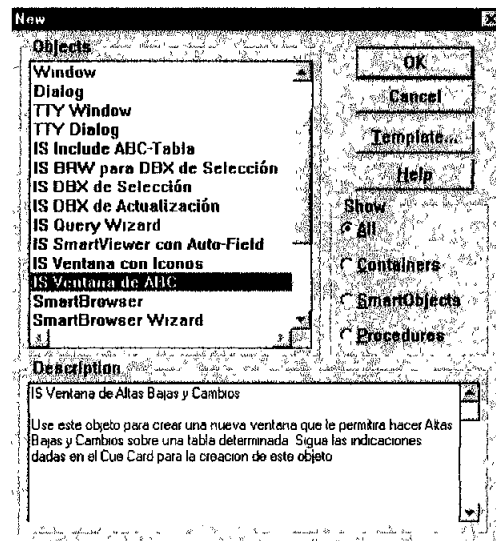 New
Objects
Window
Dialog
TTY Window
TTY Dialog
IS Include ABC-Tabla
IS BRW para DBX de Selección
IS DBX de Selección
IS DBX de Actualización
IS Query Wizard
IS SmartViewer con Auto-Field
IS Ventana con Iconos
IS Ventana de ABC
SmartBrowser
SmartBrowser Wizard
OK
Cancel
Template...
Help
Show
All
Containers
SmartObjects
Procedures
Description
IS Ventana de Altas Bajas y Cambios
Use este objeto para crear una nueva ventana que le permitira hacer Altas
Bajas y Cambios sobre una tabla determinada Siga las indicaciones
dadas en el Cue Card para la creacion de este objeto